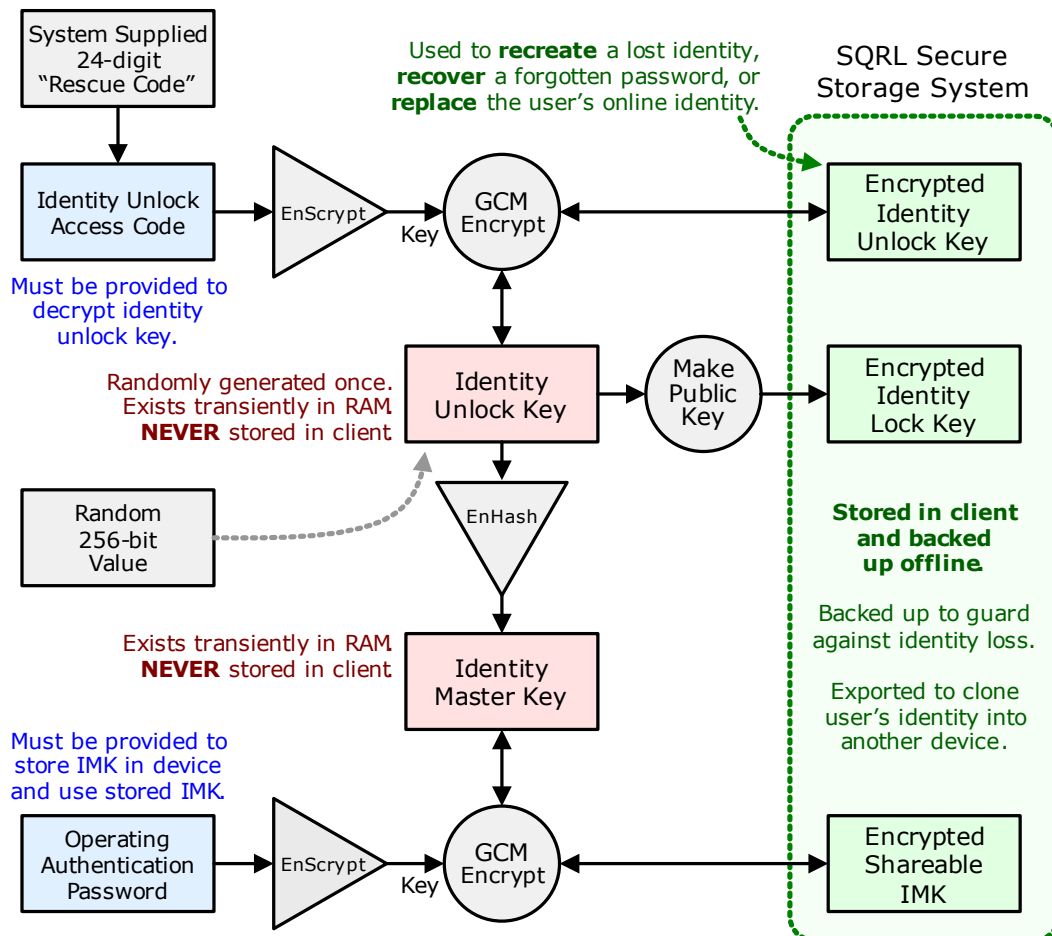 System Supplied
24-digit
“Rescue Code”
Used to recreate a lost identity,
recover a forgotten password, or
replace the user’s online identity.
SQRL Secure
Storage System
Identity Unlock
Access Code
EnScrypt
Key
GCM
Encrypt
Encrypted
Identity
Unlock Key
Must be provided to
decrypt identity
unlock key.
Randomly generated once.
Exists transiently in RAM.
NEVER stored in client.
Identity
Unlock Key
Make
Public
Key
Encrypted
Identity
Lock Key
Random
256-bit
Value
EnHash
Stored in client
and backed
up offline.
Backed up to guard
against identity loss.
Exported to clone
user’s identity into
another device.
Exists transiently in RAM.
NEVER stored in client.
Identity
Master Key
Must be provided to
store IMK in device
and use stored IMK.
Operating
Authentication
Password
EnScrypt
Key
GCM
Encrypt
Encrypted
Shareable
IMK